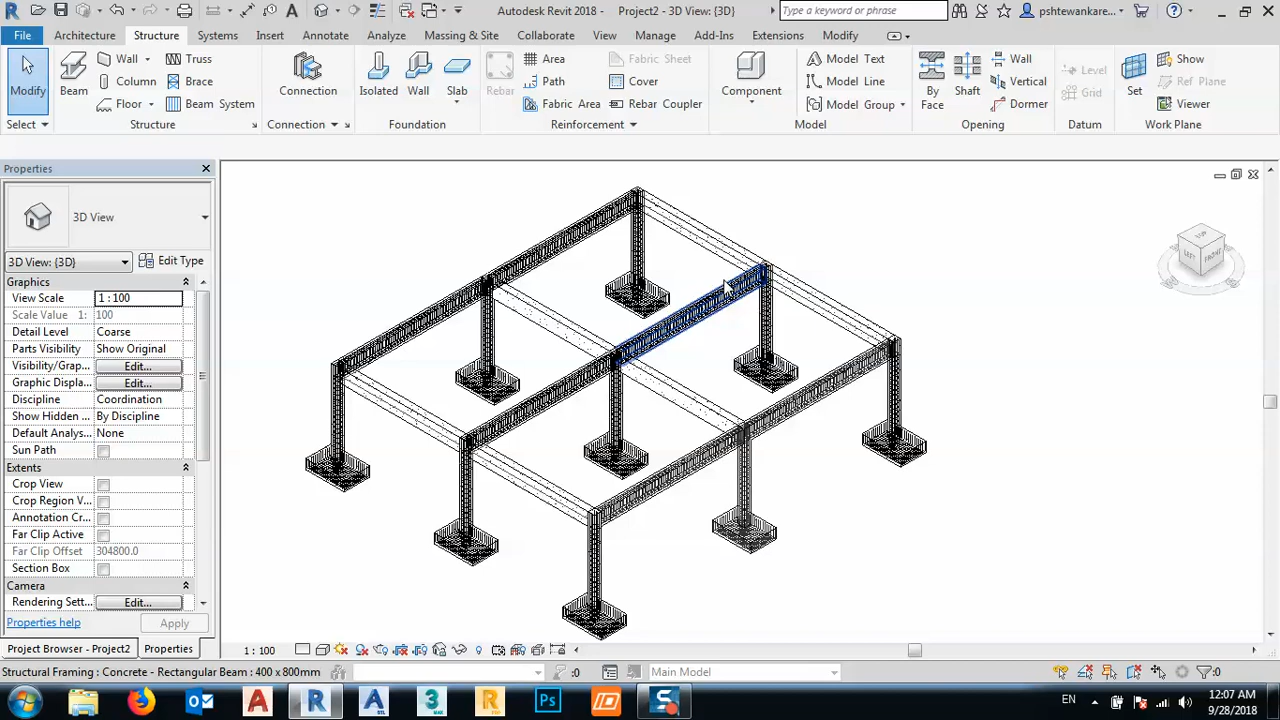 Autodesk Revit 2018 - Project2 - 3D View: {3D}
Type a keyword or phrase
pshtewankare...
File Architecture Structure Systems Insert Annotate Analyze Massing & Site Collaborate View Manage Add-Ins Extensions Modify
Modify
Select
Beam
Wall
Column
Floor
Truss
Brace
Beam System
Structure
Connection
Connection
Isolated
Wall
Slab
Foundation
Rebar
Area
Path
Fabric Area
Fabric Sheet
Cover
Rebar Coupler
Reinforcement
Component
Model Text
Model Line
Model Group
Model
By Face
Shaft
Wall
Vertical
Dormer
Opening
Level
Grid
Datum
Set
Show
Ref Plane
Viewer
Work Plane
Properties
3D View
3D View: {3D}
Edit Type
Graphics
View Scale 1 : 100
Scale Value 1: 100
Detail Level Coarse
Parts Visibility Show Original
Visibility/Grap... Edit...
Graphic Displa... Edit...
Discipline Coordination
Show Hidden ... By Discipline
Default Analys... None
Sun Path
Extents
Crop View
Crop Region V...
Annotation Cr...
Far Clip Active
Far Clip Offset 304800.0
Section Box
Camera
Rendering Sett... Edit...
Properties help
Apply
Project Browser - Project2
Properties
TOP
LEFT
FRONT
1 : 100
Structural Framing : Concrete - Rectangular Beam : 400 x 800mm
:0
Main Model
:0
EN
12:07 AM
9/28/2018